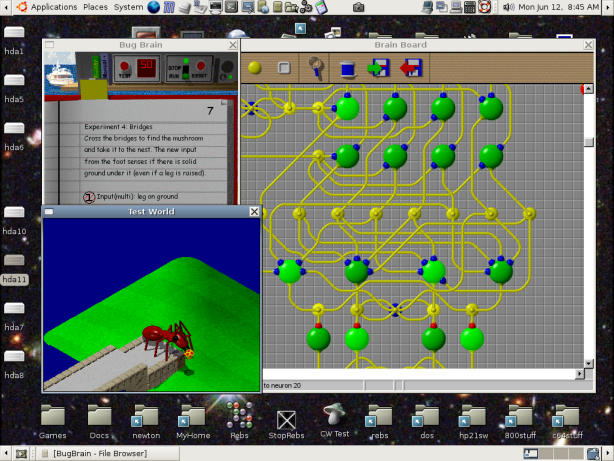 Applications Places System
Mon Jun 12, 8:45 AM
hda1
hda5
hda6
hda10
hda11
hda7
hda8
Bug Brain
TEST
50
STOP
RUN
RESET
7
Experiment 4: Bridges
Cross the bridges to find the mushroom
and take it to the nest. The new input
from the foot senses if there is solid
ground under it (even if a leg is raised).
1 Input(multi): leg on ground
Brain Board
to neuron 20
Test World
Games
Docs
newton
MyHome
Rebs
StopRebs
CW Test
rebs
dos
hp21sw
800stuff
c64stuff
[BugBrain - File Browser]